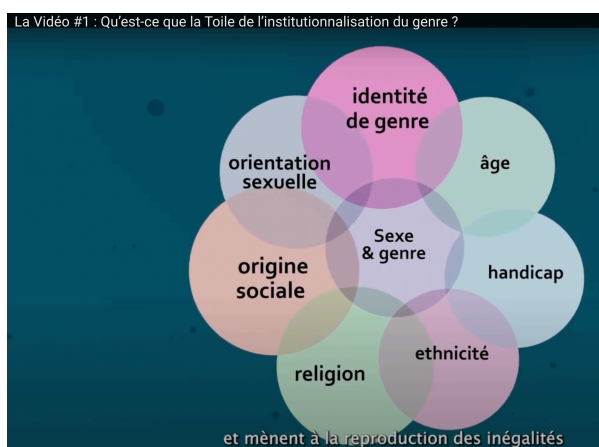 La Vidéo #1 : Qu’est-ce que la Toile de l’institutionnalisation du genre ?
identité
de genre
orientation
sexuelle
âge
Sexe
& genre
origine
sociale
handicap
ethnicité
religion
et mènent à la reproduction des inégalités